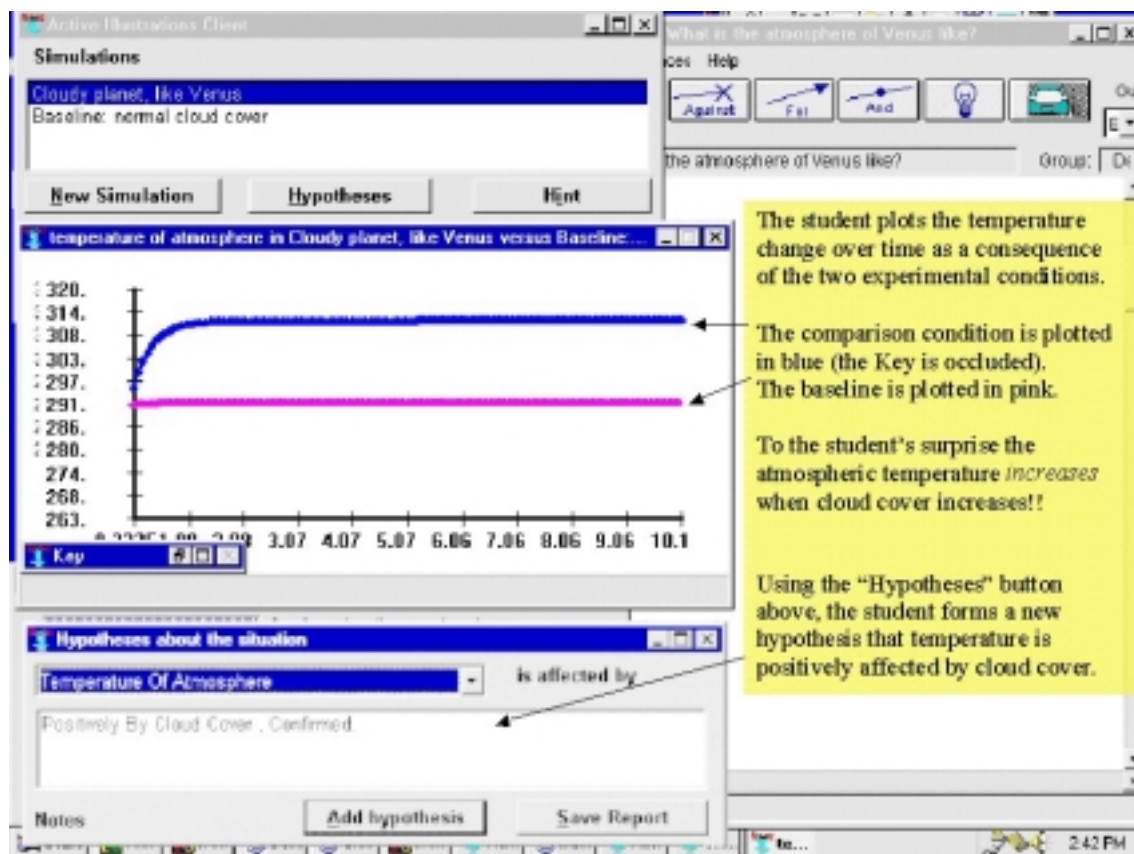 Active Illustrations Client
Simulations
Cloudy planet, like Venus
Baseline: normal cloud cover
New Simulation
Hypotheses
Hint
What is the atmosphere of Venus like?
Help
Against
For
And
the atmosphere of Venus like?
Group:
temperature of atmosphere in Cloudy planet, like Venus versus Baseline:....
320.
314.
308.
303.
297.
291.
286.
280.
274.
268.
263.
3.07 4.07 5.07 6.06 7.06 8.06 9.06 10.1
Key
The student plots the temperature
change over time as a consequence
of the two experimental conditions.
The comparison condition is plotted
in blue (the Key is occluded).
The baseline is plotted in pink.
To the student's surprise the
atmospheric temperature increases
when cloud cover increases!!
Using the “Hypotheses” button
above, the student forms a new
hypothesis that temperature is
positively affected by cloud cover.
Hypotheses about the situation
Temperature Of Atmosphere
is affected by
Positively By Cloud Cover , Confirmed
Notes
Add hypothesis
Save Report
te...
2:42 PM